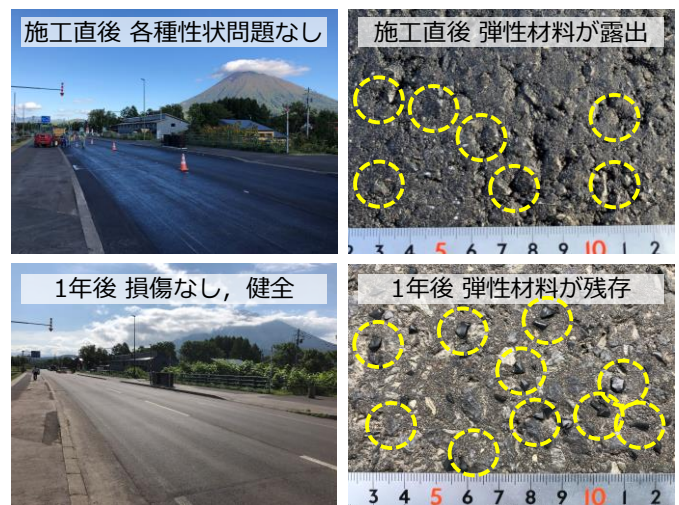 施工直後 各種性状問題なし
施工直後 弾性材料が露出
2 3 4 5 6 7 8 9 10 1 2
1年後 損傷なし，健全
1年後 弾性材料が残存
3 4 5 6 7 8 9 10 1 2